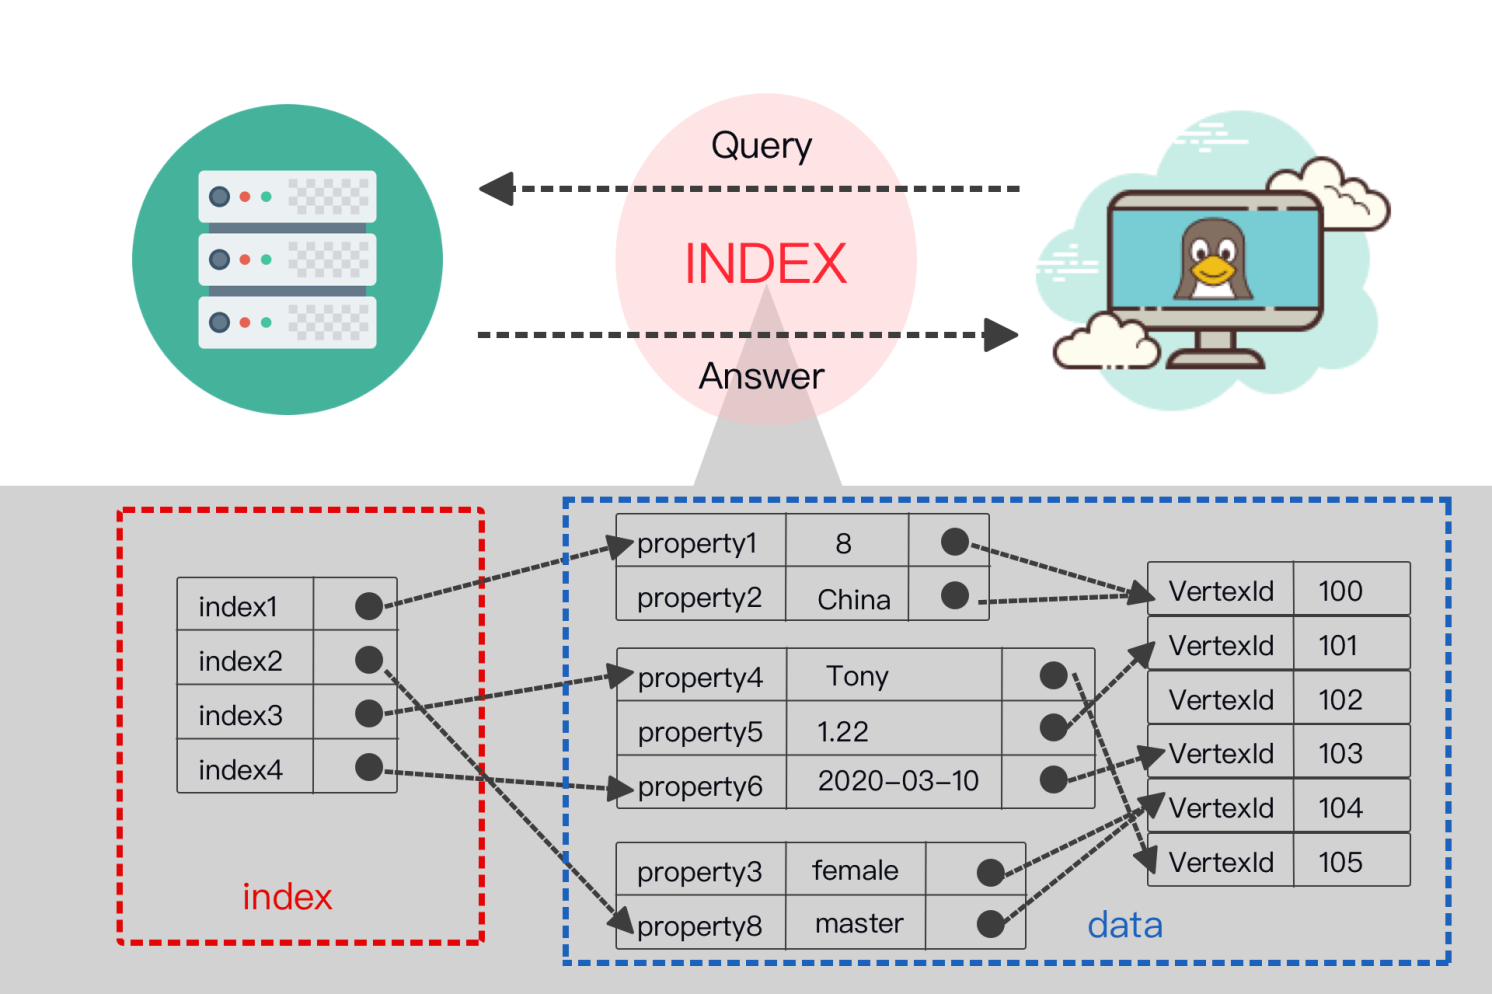 Query
INDEX
Answer
index1
index2
index3
index4
index
property1 8
property2 China
property4 Tony
property5 1.22
property6 2020-03-10
property3 female
property8 master
VertexId 100
VertexId 101
VertexId 102
VertexId 103
VertexId 104
VertexId 105
data